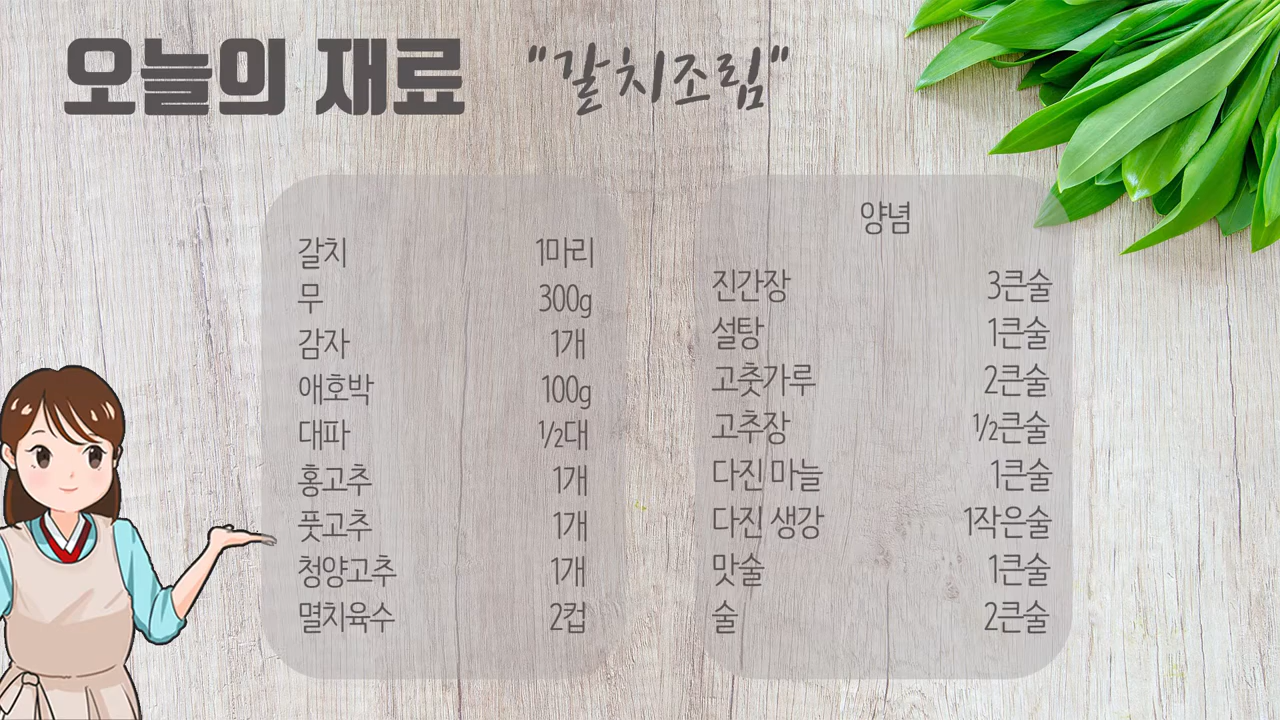 오늘의 재료 "갈치조림"
갈치 1마리
무 300g
감자 1개
애호박 100g
대파 ½대
홍고추 1개
풋고추 1개
청양고추 1개
멸치육수 2컵
양념
진간장 3큰술
설탕 1큰술
고춧가루 2큰술
고추장 ½큰술
다진 마늘 1큰술
다진 생강 1작은술
맛술 1큰술
술 2큰술